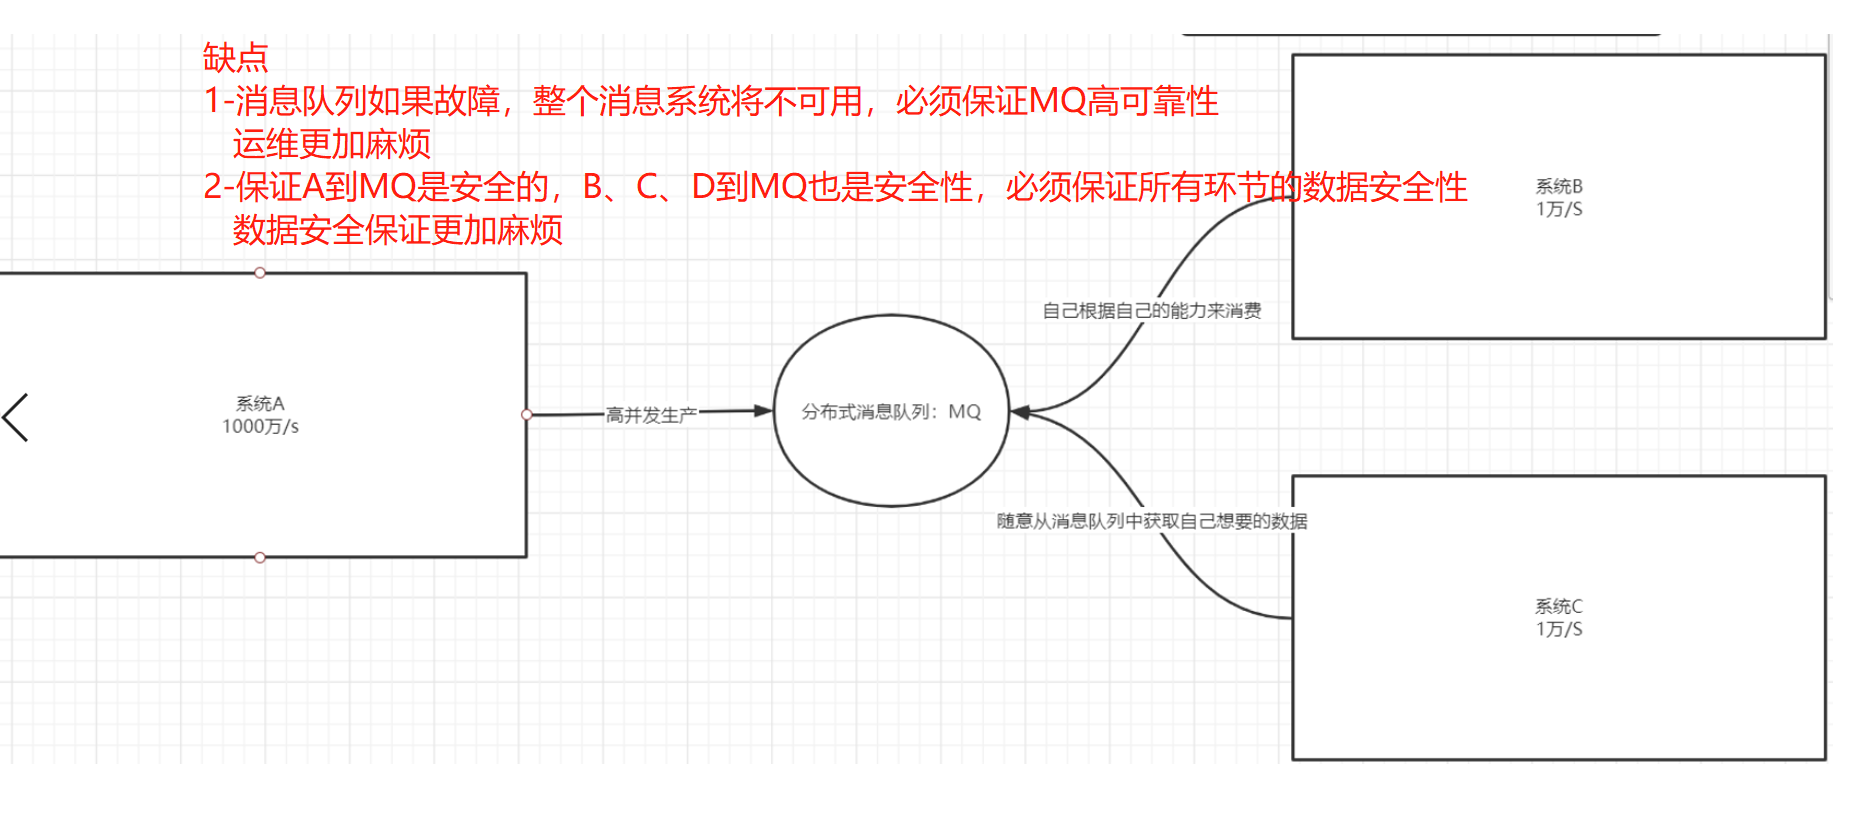 缺点
1-消息队列如果故障，整个消息系统将不可用，必须保证MQ高可靠性
运维更加麻烦
2-保证A到MQ是安全的，B、C、D到MQ也是安全性，必须保证所有环节的数据安全性
数据安全保证更加麻烦
系统B
1万/S
自己根据自己的能力来消费
系统A
1000万/s
高并发生产
分布式消息队列：MQ
随意从消息队列中获取自己想要的数据
系统C
1万/S